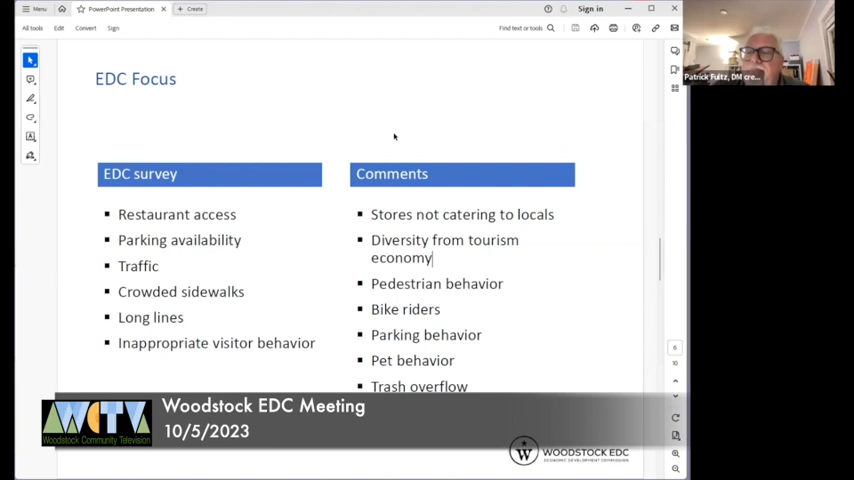 Menu
PowerPoint Presentation
Create
Sign in
All tools
Edit
Convert
Sign
Find text or tools
Patrick Fultz, DM cre...
EDC Focus
EDC survey
Restaurant access
Parking availability
Traffic
Crowded sidewalks
Long lines
Inappropriate visitor behavior
Comments
Stores not catering to locals
Diversity from tourism
economy
Pedestrian behavior
Bike riders
Parking behavior
Pet behavior
Trash overflow
6
10
WCTV
Woodstock Community Television
Woodstock EDC Meeting
10/5/2023
W
WOODSTOCK EDC
ECONOMIC DEVELOPMENT COMMISSION